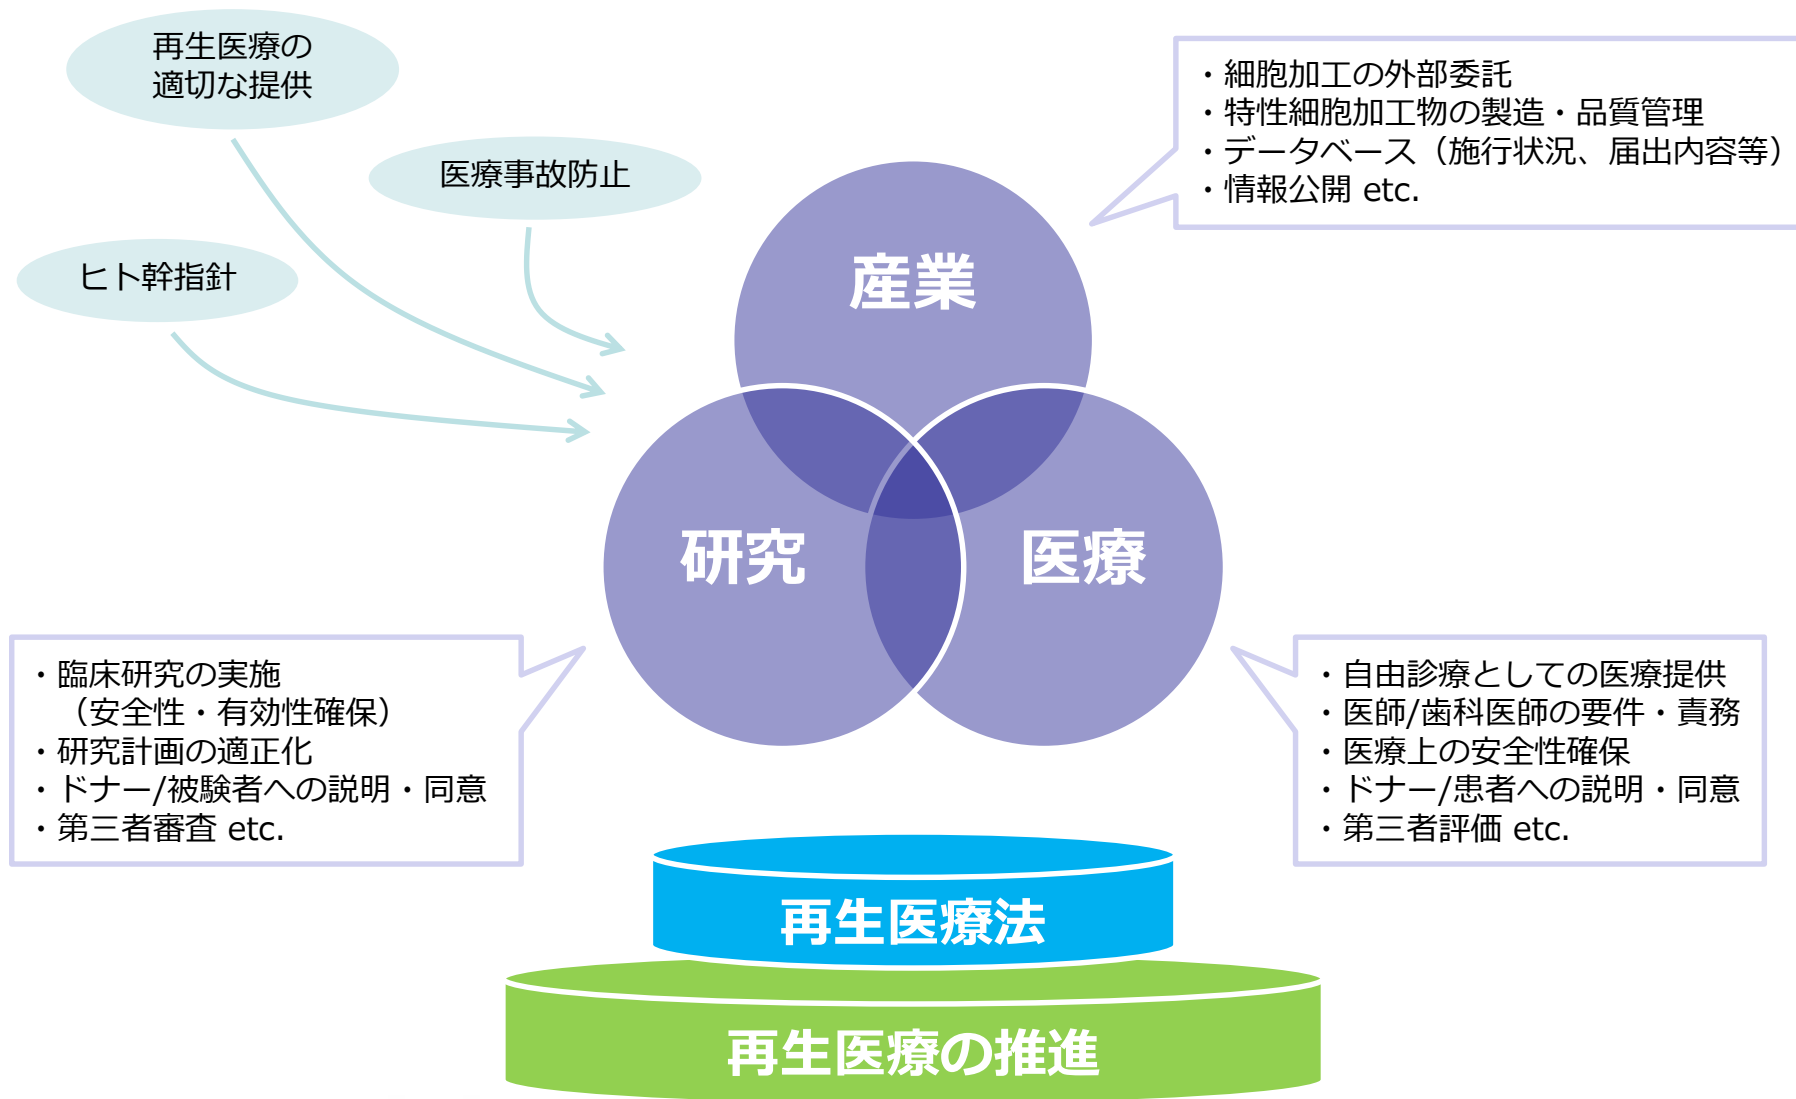 再生医療の
適切な提供
医療事故防止
ヒト幹指針
・細胞加工の外部委託
・特性細胞加工物の製造・品質管理
・データベース（施行状況、届出内容等）
・情報公開 etc.
産業
研究
医療
・臨床研究の実施
（安全性・有効性確保）
・研究計画の適正化
・ドナー/被験者への説明・同意
・第三者審査 etc.
・自由診療としての医療提供
・医師/歯科医師の要件・責務
・医療上の安全性確保
・ドナー/患者への説明・同意
・第三者評価 etc.
再生医療法
再生医療の推進